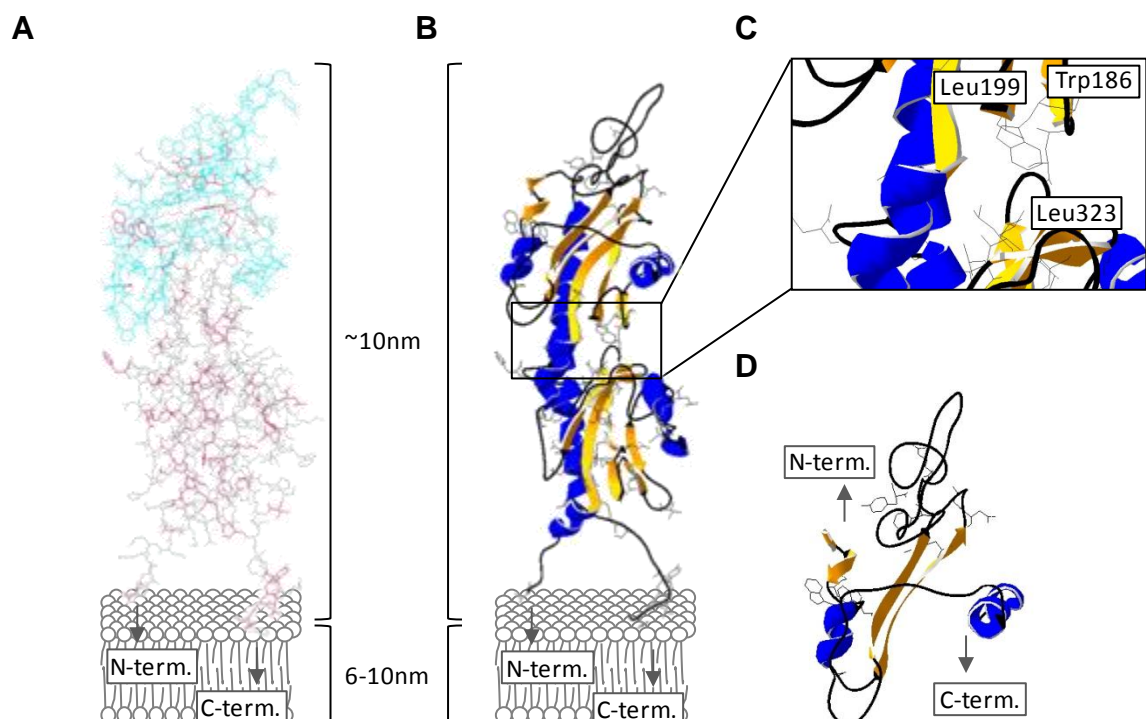 A
B
C
Leu199
Trp186
Leu323
~10nm
D
N-term.
N-term.
C-term.
6-10nm
N-term.
C-term.
C-term.